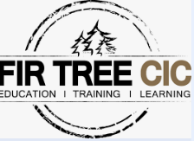 FIR TREE CIC
EDUCATION I TRAINING I LEARNING